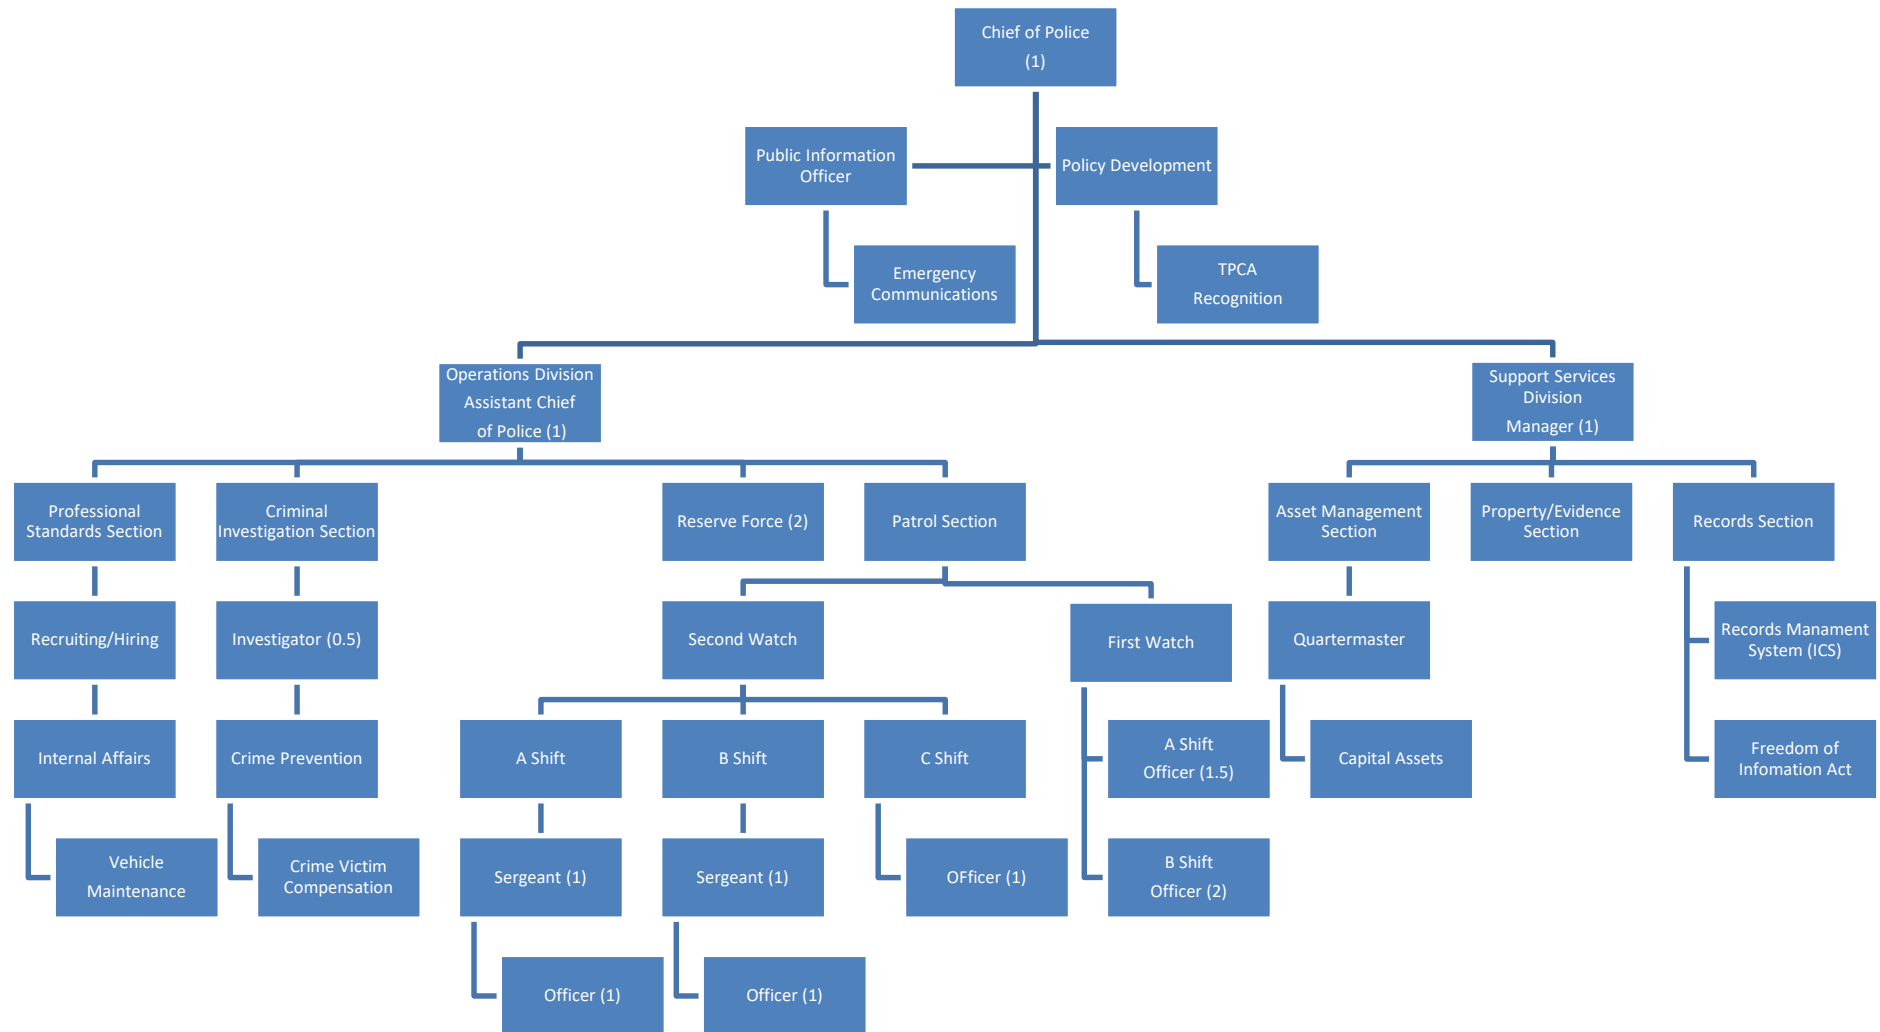 Chief of Police
(1)
Public Information
Officer
Policy Development
Emergency
Communications
TPCA
Recognition
Operations Division
Assistant Chief
of Police (1)
Support Services
Division
Manager (1)
Professional
Standards Section
Criminal
Investigation Section
Reserve Force (2)
Patrol Section
Asset Management
Section
Property/Evidence
Section
Records Section
Recruiting/Hiring
Investigator (0.5)
Second Watch
First Watch
Quartermaster
Records Manament
System (ICS)
Internal Affairs
Crime Prevention
A Shift
B Shift
C Shift
A Shift
Officer (1.5)
Capital Assets
Freedom of
Infomation Act
Vehicle
Maintenance
Crime Victim
Compensation
Sergeant (1)
Sergeant (1)
OFficer (1)
B Shift
Officer (2)
Officer (1)
Officer (1)